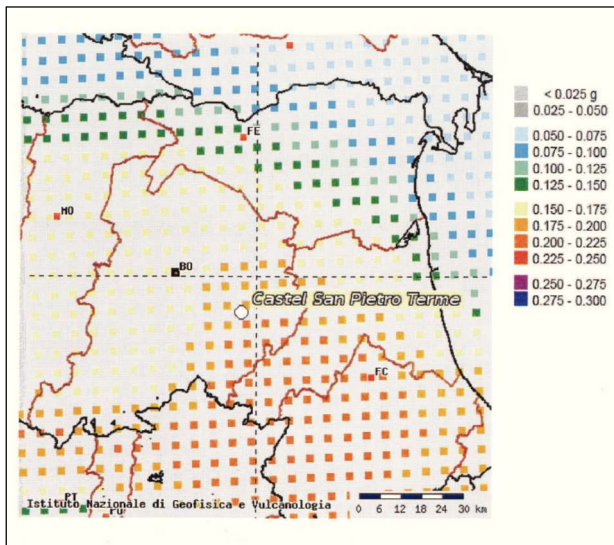 FE
MO
BO
Castel San Pietro Terme
FC
PT
Istituto Nazionale di Geofisica e Vulcanologia
0 6 12 18 24 30 km
< 0.025 g
0.025 - 0.050
0.050 - 0.075
0.075 - 0.100
0.100 - 0.125
0.125 - 0.150
0.150 - 0.175
0.175 - 0.200
0.200 - 0.225
0.225 - 0.250
0.250 - 0.275
0.275 - 0.300